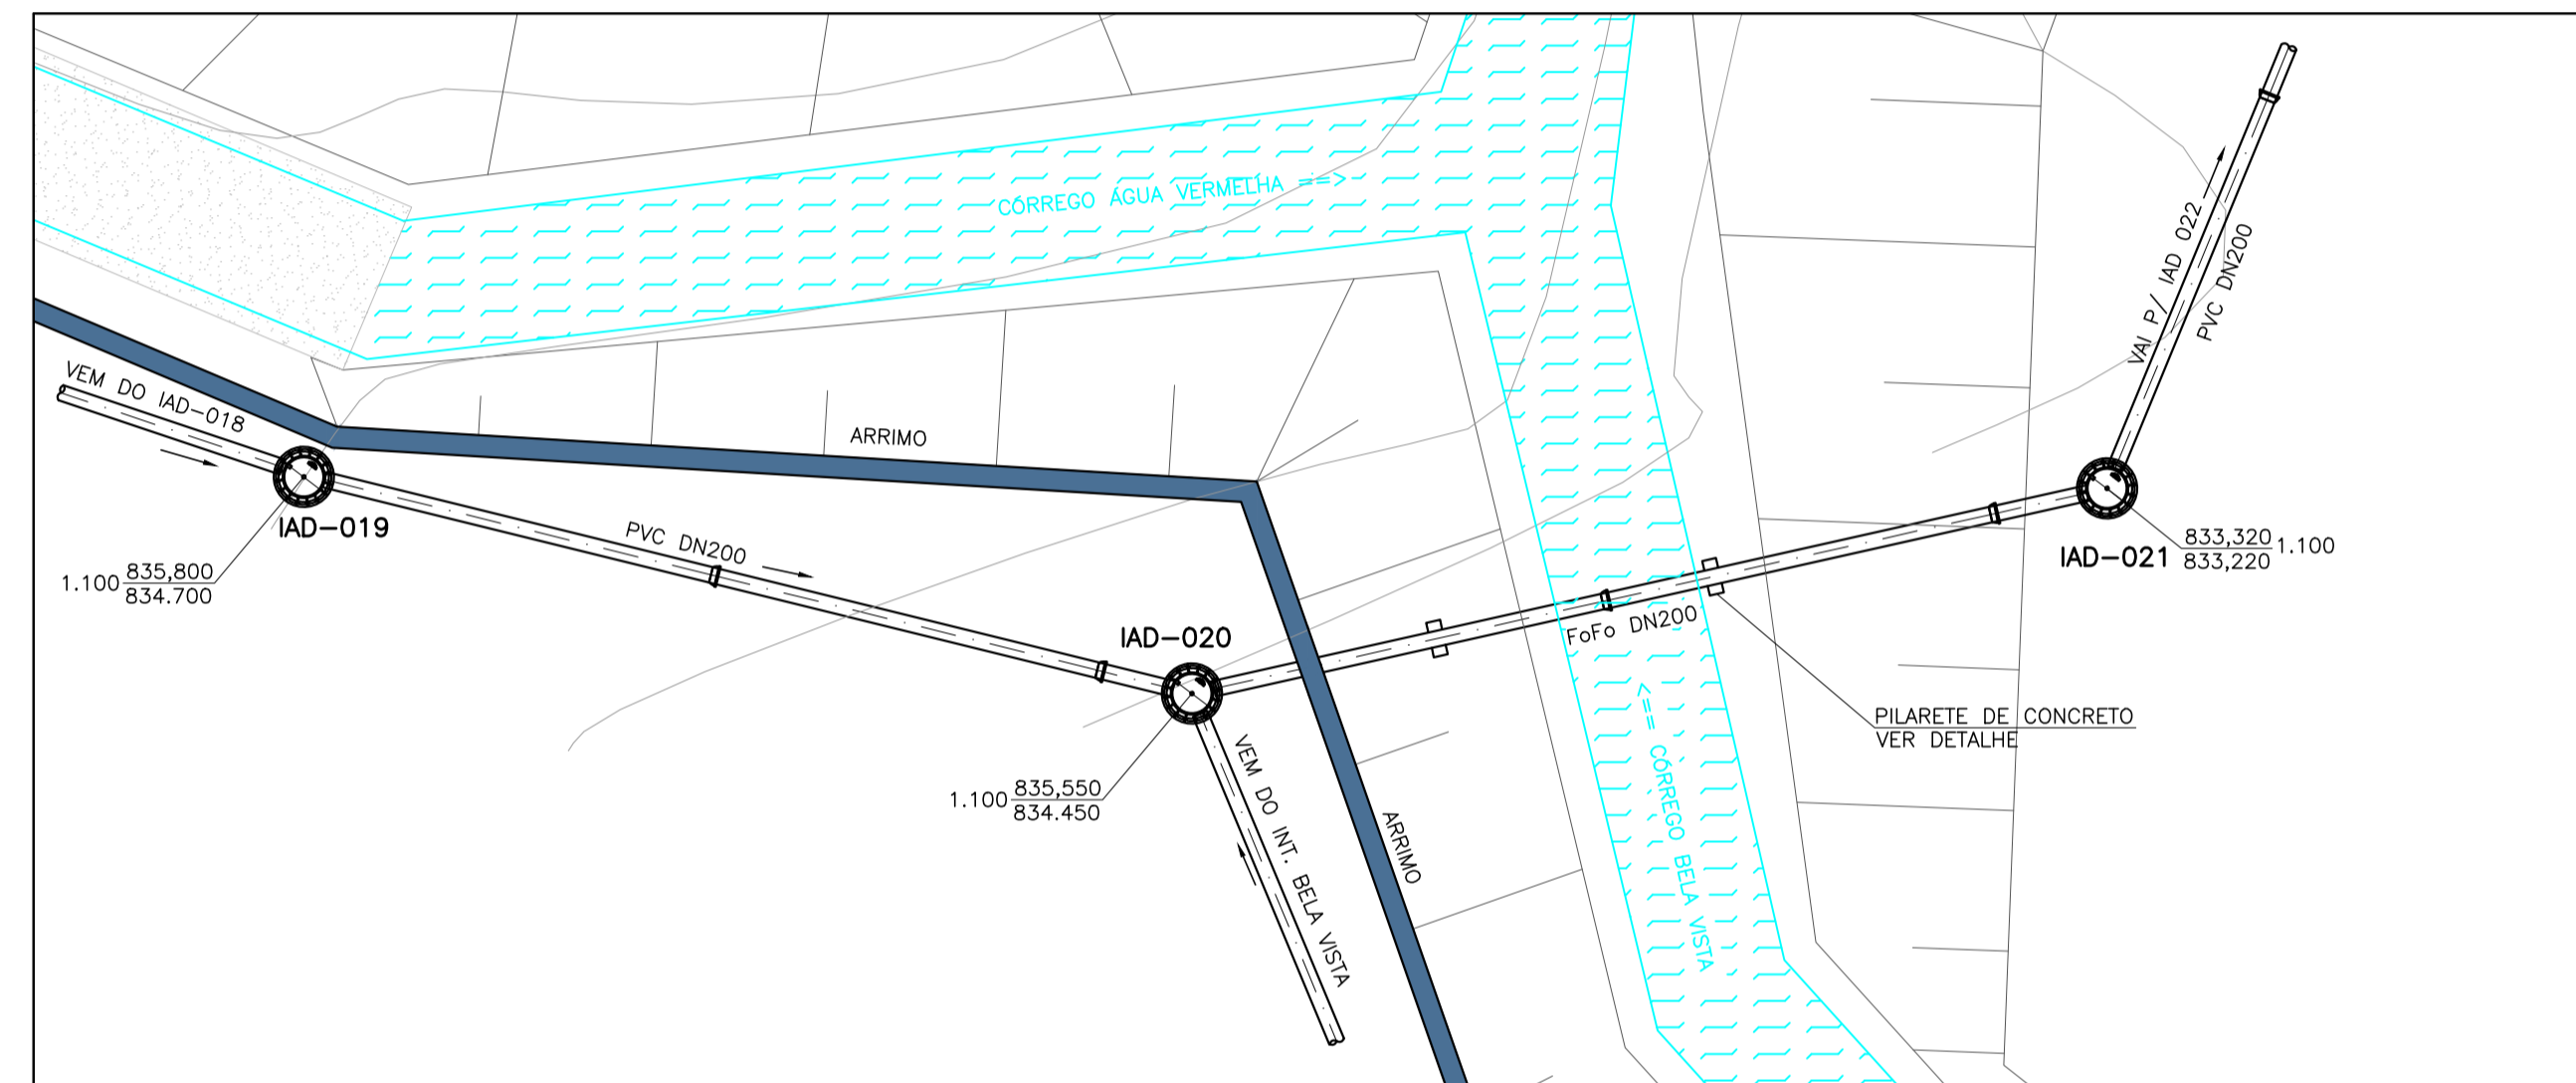 CÓRREGO ÁGUA VERMELHA ==>
VAI P/ IAD 022
PVC DN200
VEM DO IAD-018
ARRIMO
IAD-019
PVC DN200
1.100 835,800
834.700
IAD-020
FoFo DN200
IAD-021
833,320 1.100
833,220
PILARETE DE CONCRETO
VER DETALHE
<== CÓRREGO BELA VISTA
1.100 835,550
834.450
VEM DO INT. BELA VISTA
ARRIMO